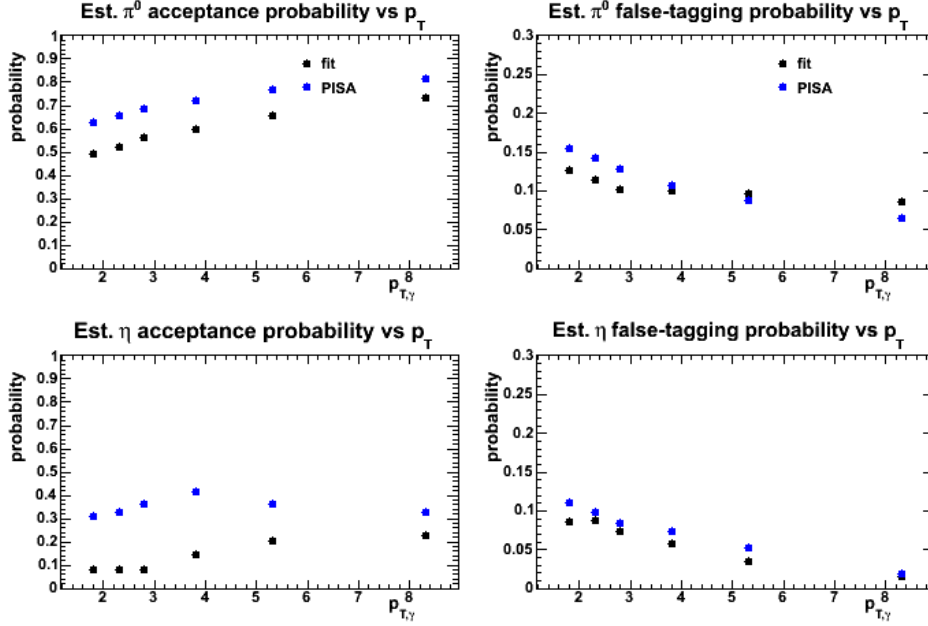 Est. π⁰ acceptance probability vs p_T
probability
1
0.9
0.8
0.7
0.6
0.5
0.4
0.3
0.2
0.1
0
fit
PISA
2 3 4 5 6 7 8
p_T,γ
Est. π⁰ false-tagging probability vs p_T
probability
0.3
0.25
0.2
0.15
0.1
0.05
0
fit
PISA
2 3 4 5 6 7 8
p_T,γ
Est. η acceptance probability vs p_T
probability
1
0.9
0.8
0.7
0.6
0.5
0.4
0.3
0.2
0.1
0
2 3 4 5 6 7 8
p_T,γ
Est. η false-tagging probability vs p_T
probability
0.3
0.25
0.2
0.15
0.1
0.05
0
2 3 4 5 6 7 8
p_T,γ